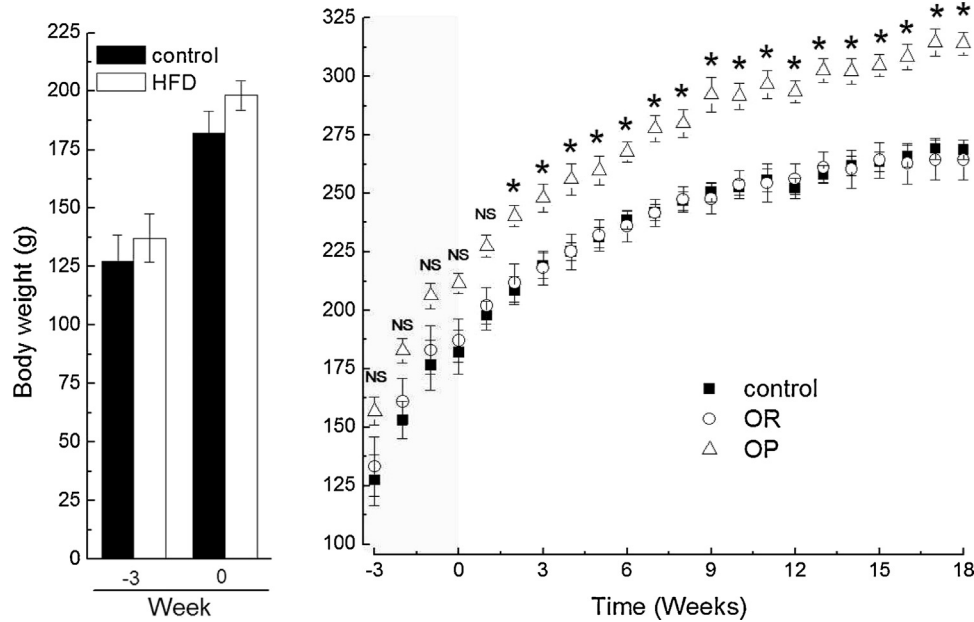 control
HFD
Body weight (g)
225
200
175
150
125
100
75
50
25
0
-3 0
Week
325
300
275
250
225
200
175
150
125
100
NS
NS
NS
NS
NS
* * * * * * * * * * * * * * * * *
control
OR
OP
-3 0 3 6 9 12 15 18
Time (Weeks)